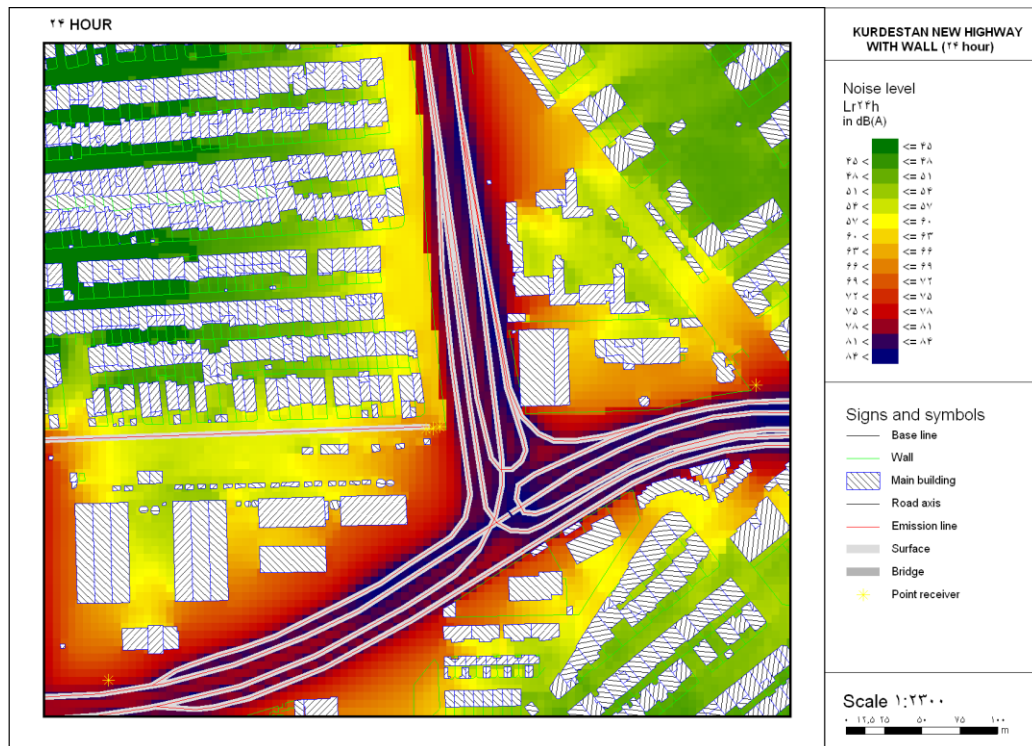 ۲۴ HOUR
KURDESTAN NEW HIGHWAY
WITH WALL (۲۴ hour)
Noise level
Lr۲۴h
in dB(A)
<= ۴۵
۴۵ < <= ۴۸
۴۸ < <= ۵۱
۵۱ < <= ۵۴
۵۴ < <= ۵۷
۵۷ < <= ۶۰
۶۰ < <= ۶۳
۶۳ < <= ۶۶
۶۶ < <= ۶۹
۶۹ < <= ۷۲
۷۲ < <= ۷۵
۷۵ < <= ۷۸
۷۸ < <= ۸۱
۸۱ < <= ۸۴
۸۴ <
Signs and symbols
Base line
Wall
Main building
Road axis
Emission line
Surface
Bridge
Point receiver
Scale ۱:۲۳۰۰
۰ ۱۲,۵ ۲۵ ۵۰ ۷۵ ۱۰۰
m